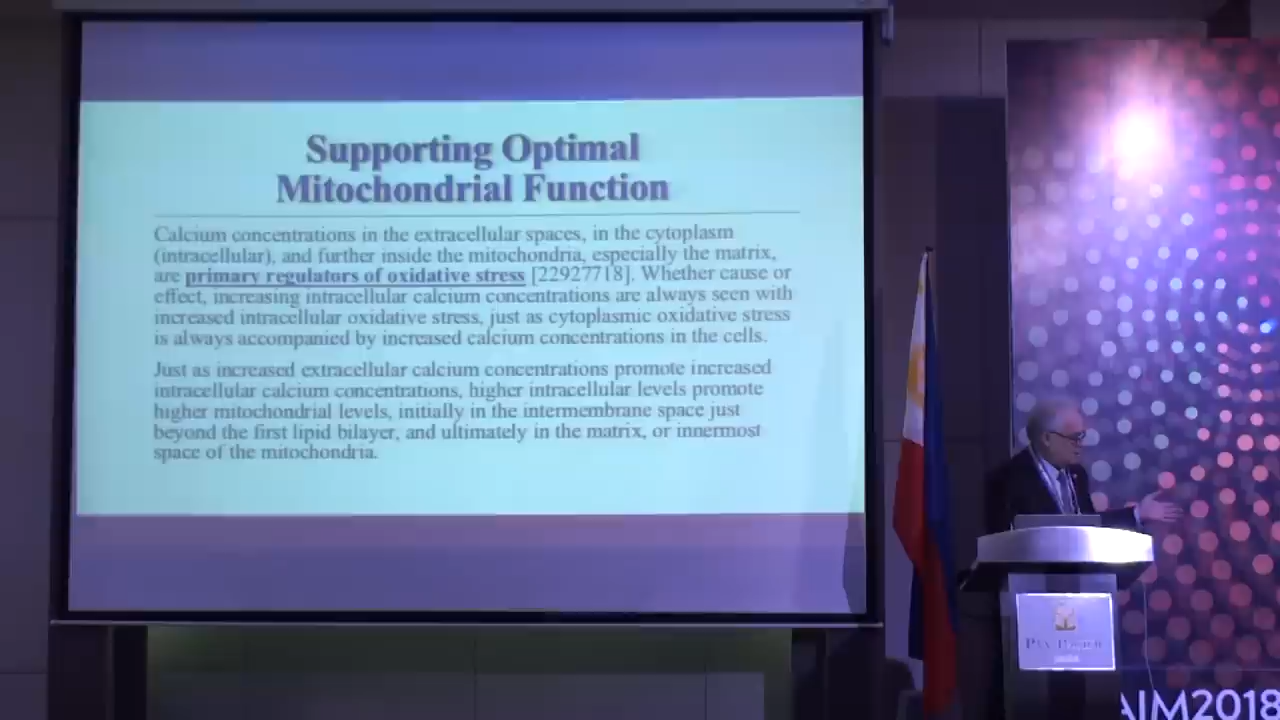 Supporting Optimal
Mitochondrial Function
Calcium concentrations in the extracellular spaces, in the cytoplasm
(intracellular), and further inside the mitochondria, especially the matrix,
are primary regulators of oxidative stress [22927718]. Whether cause or
effect, increasing intracellular calcium concentrations are always seen with
increased intracellular oxidative stress, just as cytoplasmic oxidative stress
is always accompanied by increased calcium concentrations in the cells.
Just as increased extracellular calcium concentrations promote increased
intracellular calcium concentrations, higher intracellular levels promote
higher mitochondrial levels, initially in the intermembrane space just
beyond the first lipid bilayer, and ultimately in the matrix, or innermost
space of the mitochondria.
PAN PACIFIC
AIM2018